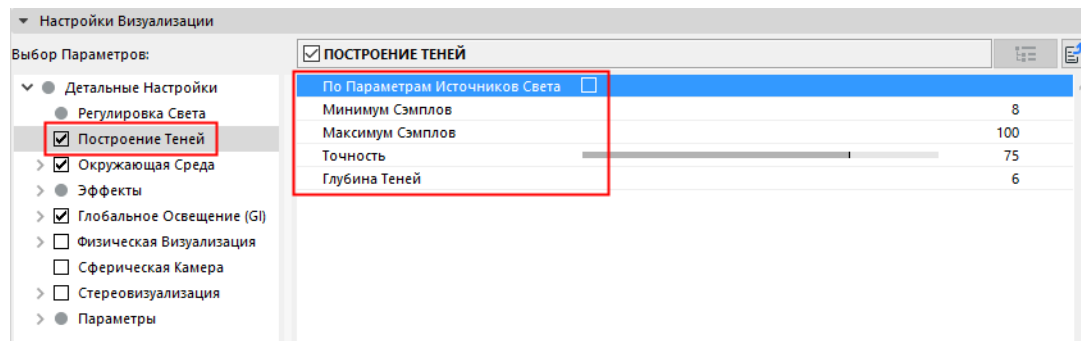 Настройки Визуализации
Выбор Параметров:
ПОСТРОЕНИЕ ТЕНЕЙ
Детальные Настройки
Регулировка Света
Построение Теней
Окружающая Среда
Эффекты
Глобальное Освещение (GI)
Физическая Визуализация
Сферическая Камера
Стереовизуализация
Параметры
По Параметрам Источников Света
Минимум Сэмплов 8
Максимум Сэмплов 100
Точность 75
Глубина Теней 6